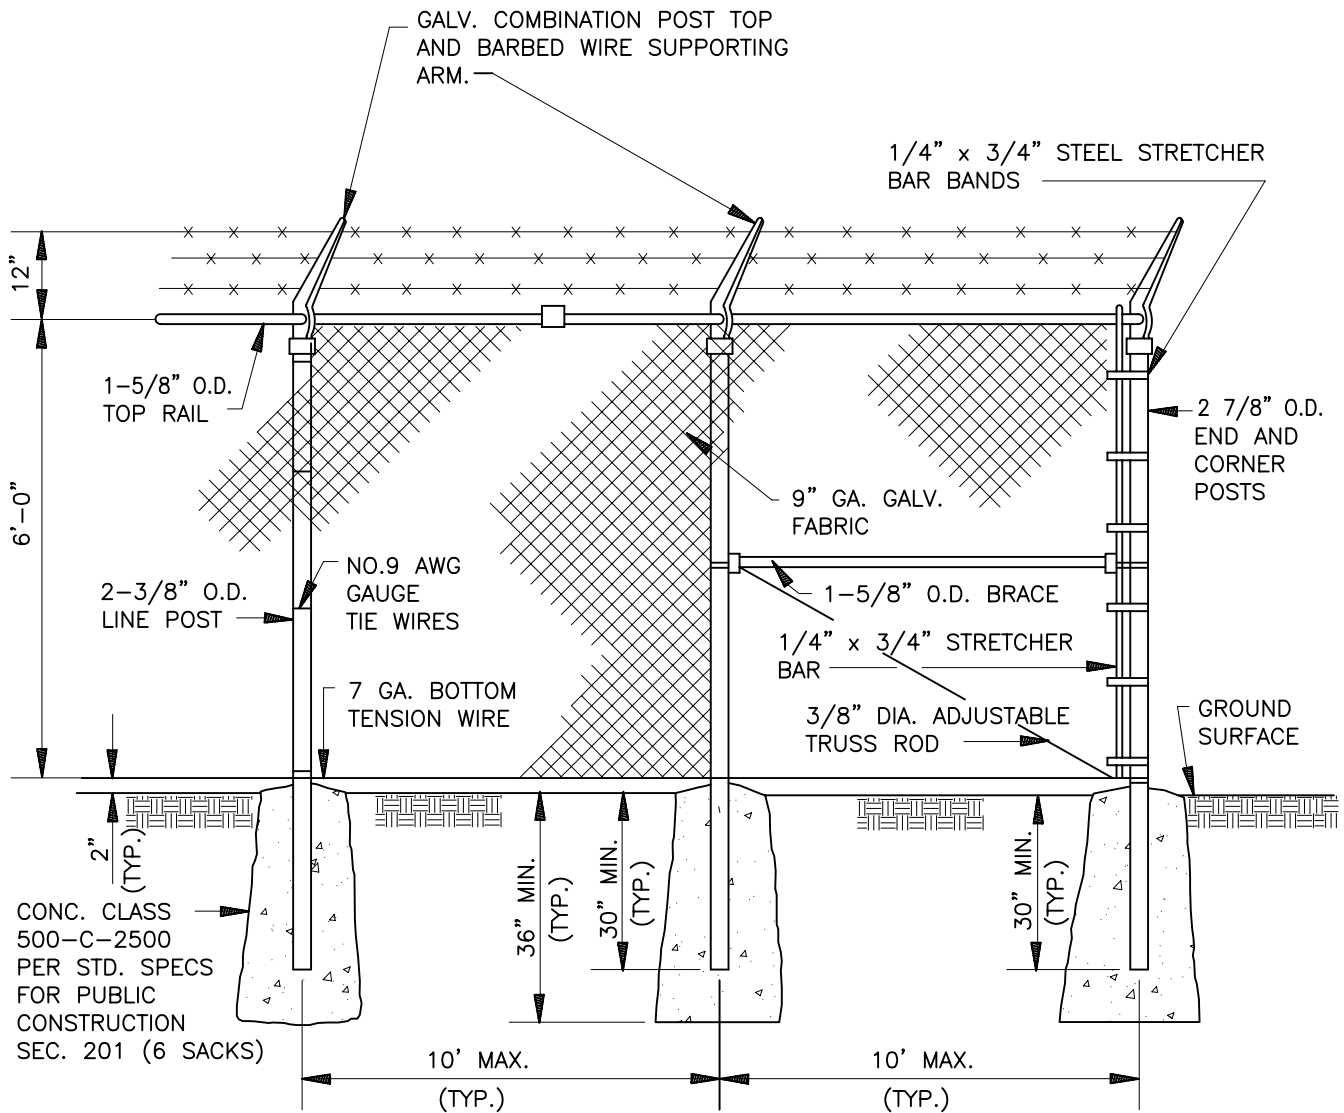 GALV. COMBINATION POST TOP
AND BARBED WIRE SUPPORTING
ARM.
1/4" x 3/4" STEEL STRETCHER
BAR BANDS
12"
1-5/8" O.D.
TOP RAIL
2 7/8" O.D.
END AND
CORNER
POSTS
6'-0"
9" GA. GALV.
FABRIC
NO.9 AWG
GAUGE
TIE WIRES
2-3/8" O.D.
LINE POST
1-5/8" O.D. BRACE
1/4" x 3/4" STRETCHER
BAR
7 GA. BOTTOM
TENSION WIRE
3/8" DIA. ADJUSTABLE
TRUSS ROD
GROUND
SURFACE
2"
(TYP.)
36" MIN.
(TYP.)
30" MIN.
(TYP.)
30" MIN.
(TYP.)
CONC. CLASS
500-C-2500
PER STD. SPECS
FOR PUBLIC
CONSTRUCTION
SEC. 201 (6 SACKS)
10' MAX.
(TYP.)
10' MAX.
(TYP.)